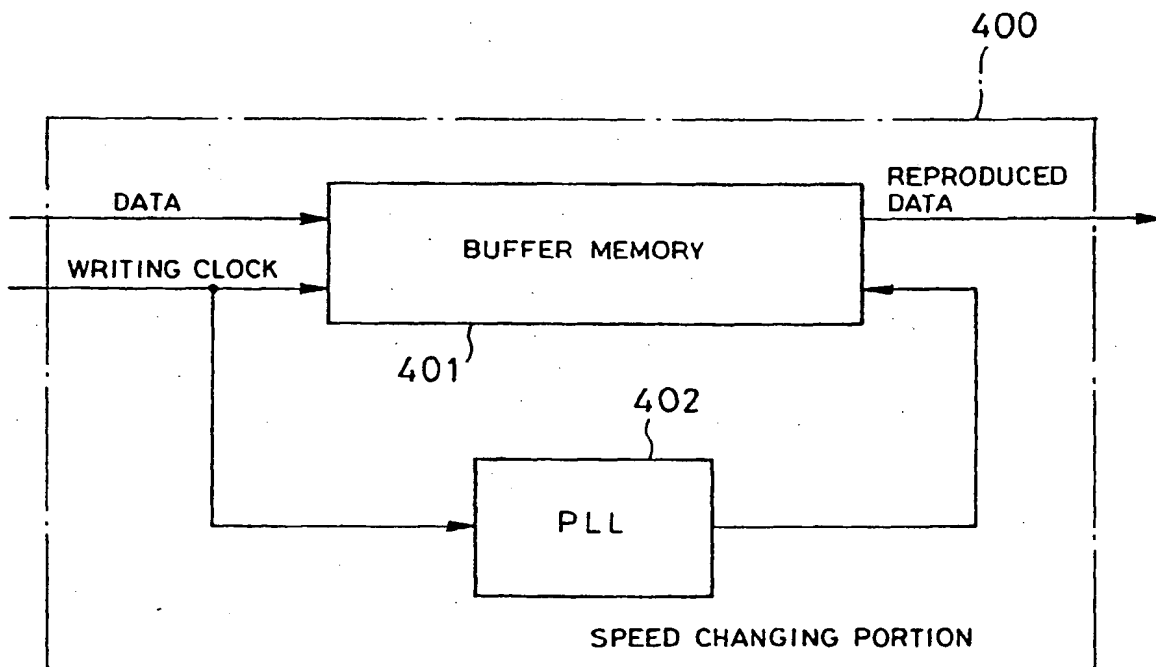 400
DATA
REPRODUCED
DATA
BUFFER MEMORY
WRITING CLOCK
401
402
PLL
SPEED CHANGING PORTION